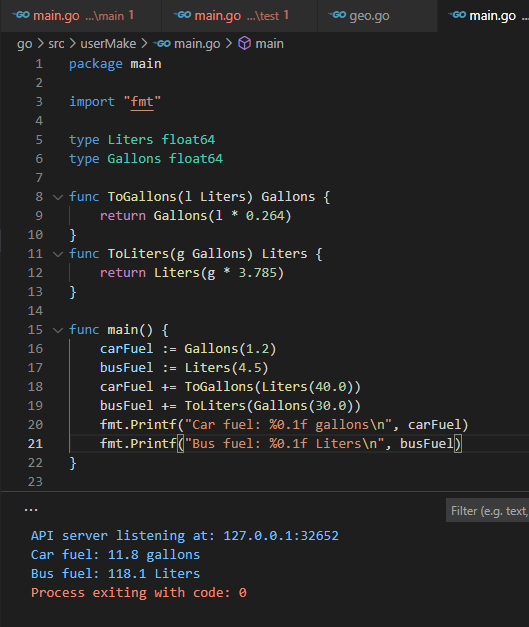 main.go ...\main 1 main.go ...\test 1 geo.go main.go ...
go > src > userMake > main.go > main
1 package main
2
3 import "fmt"
4
5 type Liters float64
6 type Gallons float64
7
8 func ToGallons(l Liters) Gallons {
9 return Gallons(l * 0.264)
10 }
11 func ToLiters(g Gallons) Liters {
12 return Liters(g * 3.785)
13 }
14
15 func main() {
16 carFuel := Gallons(1.2)
17 busFuel := Liters(4.5)
18 carFuel += ToGallons(Liters(40.0))
19 busFuel += ToLiters(Gallons(30.0))
20 fmt.Printf("Car fuel: %0.1f gallons\n", carFuel)
21 fmt.Printf("Bus fuel: %0.1f Liters\n", busFuel)
22 }
23
... Filter (e.g. text,
API server listening at: 127.0.0.1:32652
Car fuel: 11.8 gallons
Bus fuel: 118.1 Liters
Process exiting with code: 0